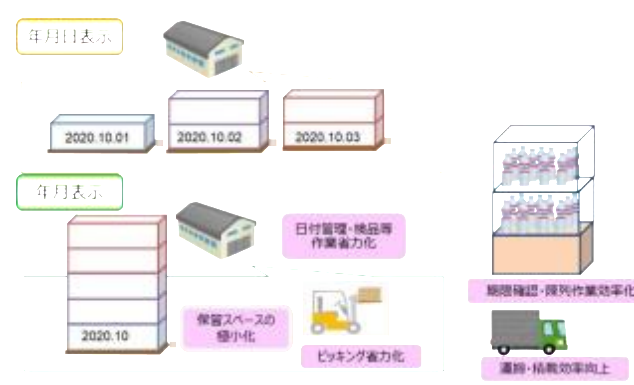 年月日表示
2020.10.01
2020.10.02
2020.10.03
年月表示
日付管理・検品等
作業省力化
2020.10
保管スペースの
極小化
ピッキング省力化
期限確認・陳列作業効率化
運搬・積載効率向上